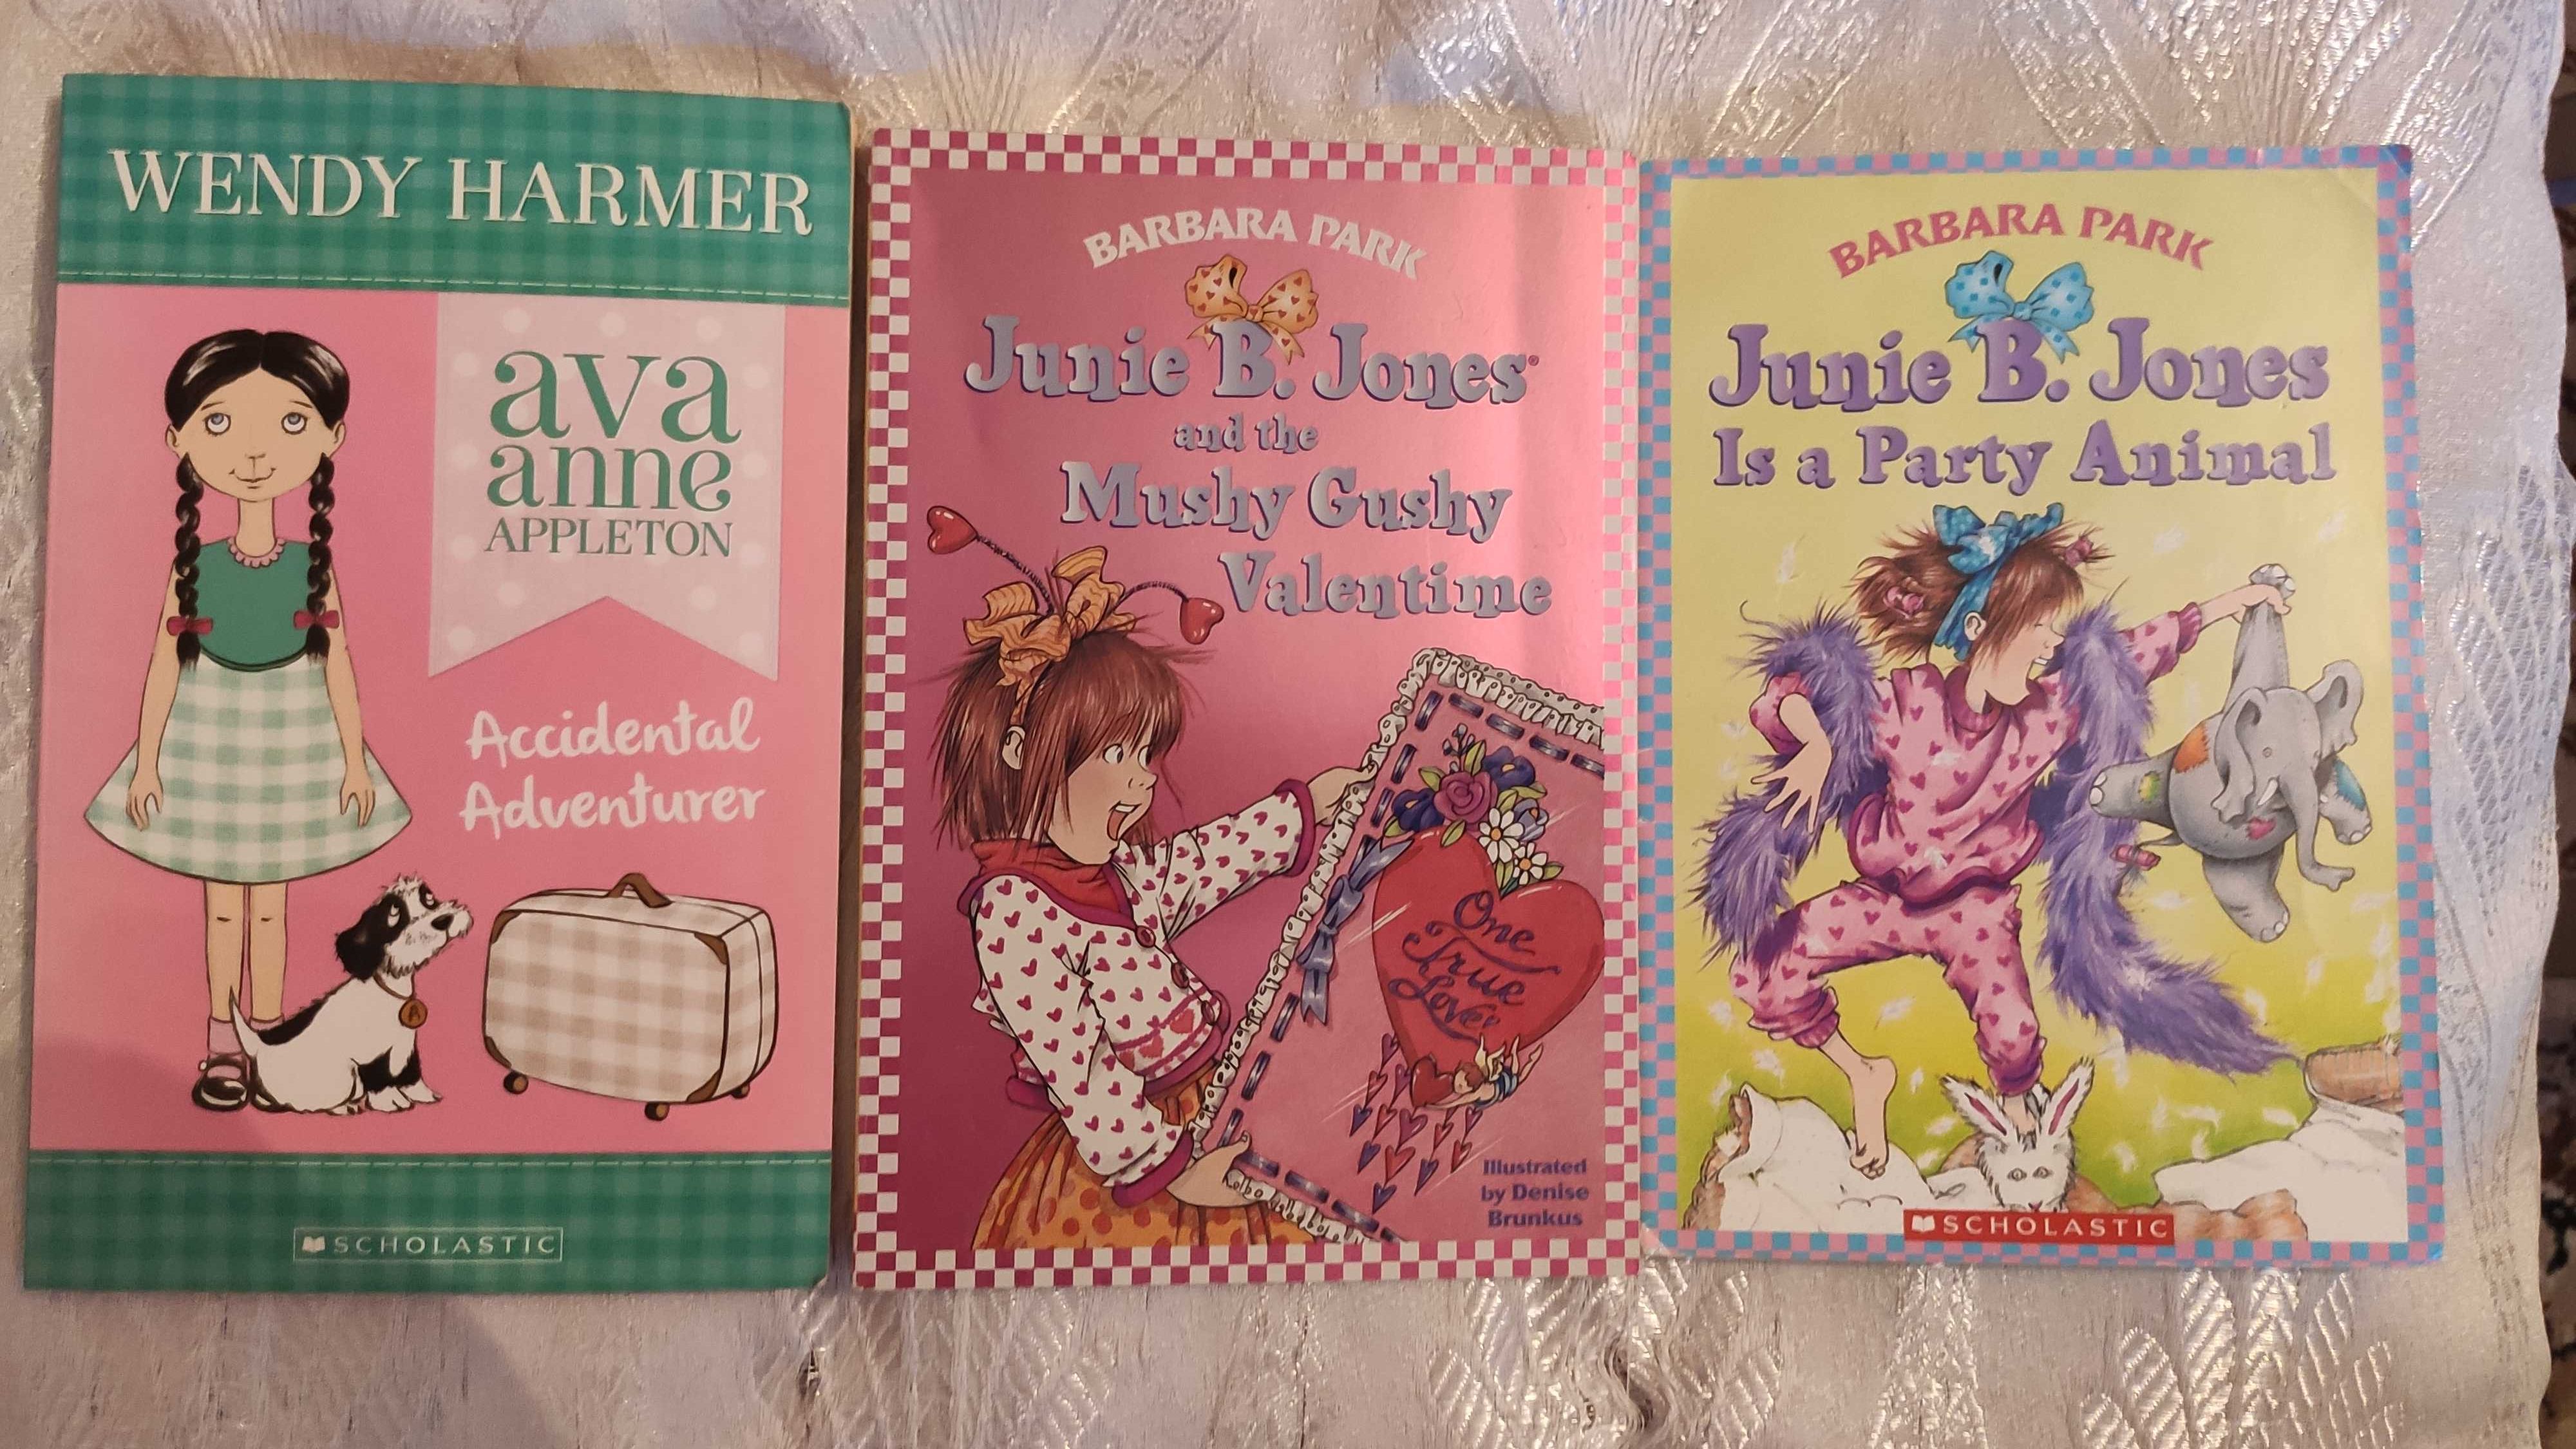 WENDY HARMER
ava
anne
APPLETON
Accidental
Adventurer
A
SCHOLASTIC
BARBARA PARK
Junie B. Jones®
and the
Mushy Gushy
Valentime
One
True
Love
Illustrated
by Denise
Brunkus
BARBARA PARK
Junie B. Jones
Is a Party Animal
SCHOLASTIC